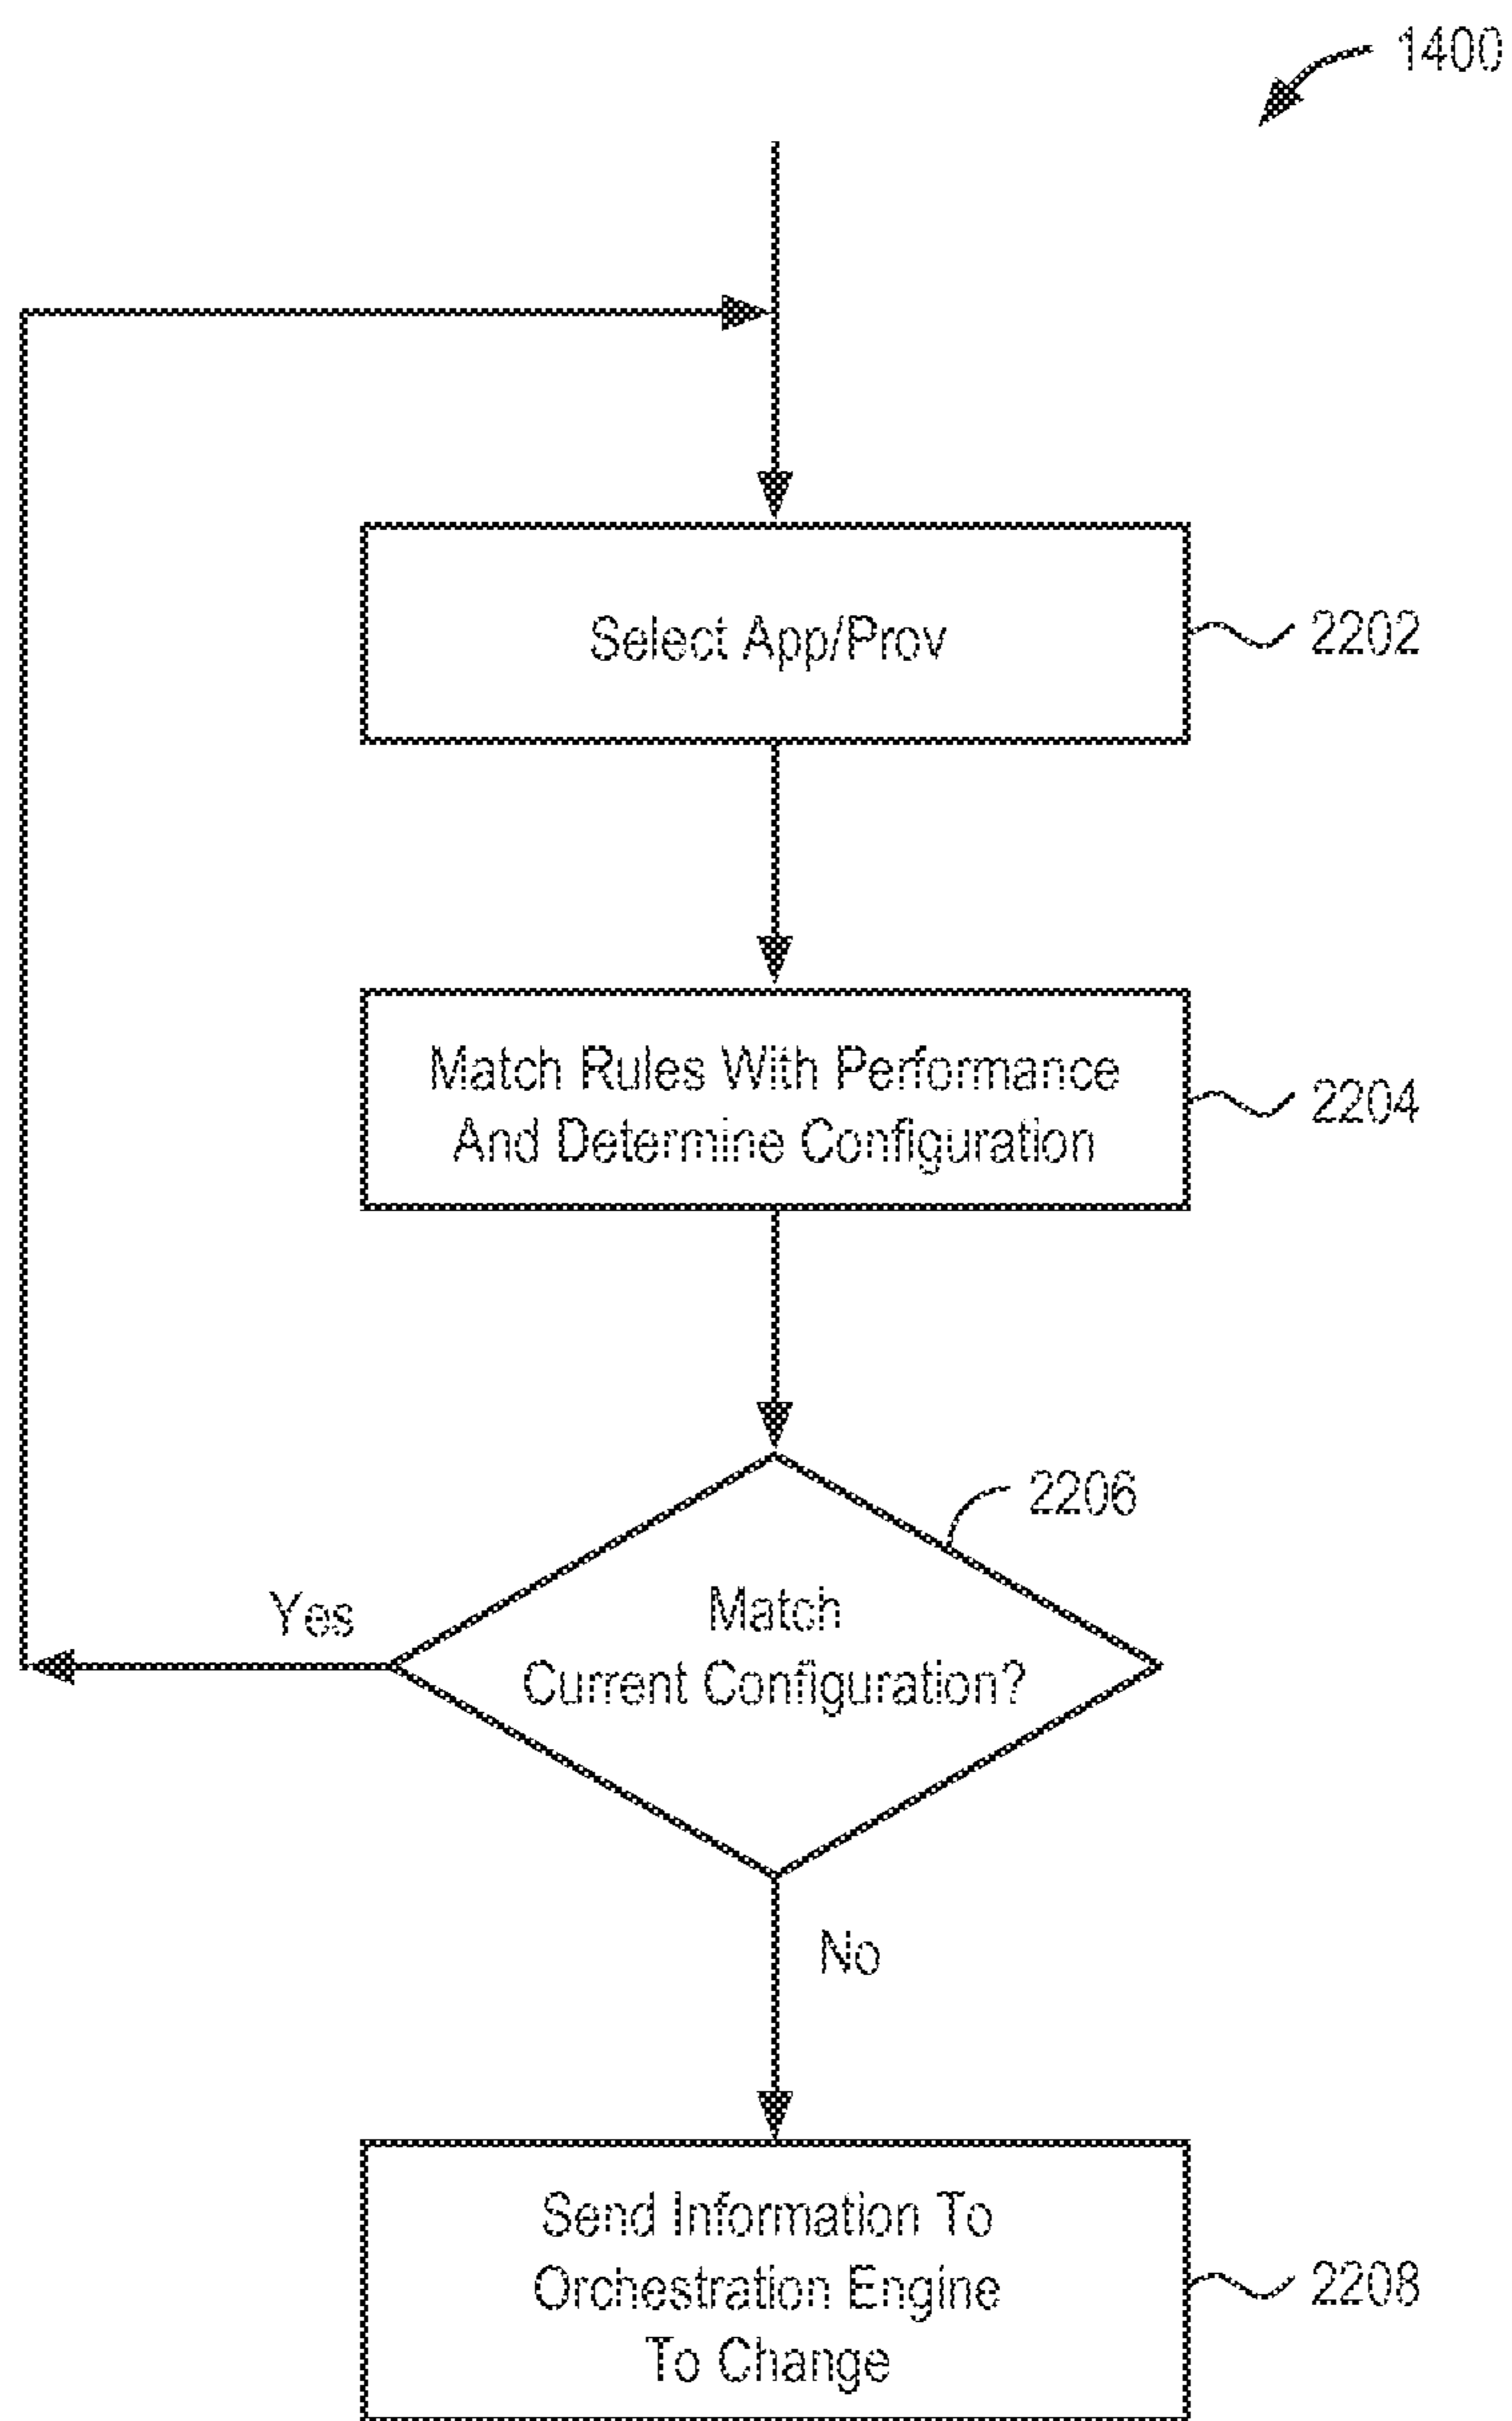 1400
Select App/Prov
2202
Match Rules With Performance
And Determine Configuration
2204
2206
Match
Current Configuration?
Yes
No
Send Information To
Orchestration Engine
To Change
2208